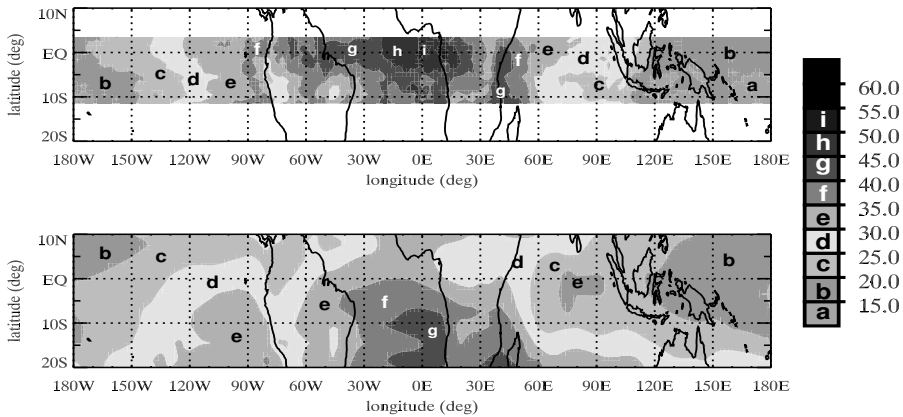 10N
EQ
10S
20S
latitude (deg)
b c d e f g h i f g e d c b a
180W 150W 120W 90W 60W 30W 0E 30E 60E 90E 120E 150E 180E
longitude (deg)
10N
EQ
10S
20S
latitude (deg)
b c d e e f g d c e b
180W 150W 120W 90W 60W 30W 0E 30E 60E 90E 120E 150E 180E
longitude (deg)
60.0
55.0
i
50.0
h
45.0
g
40.0
f
35.0
e
30.0
d
25.0
c
20.0
b
15.0
a